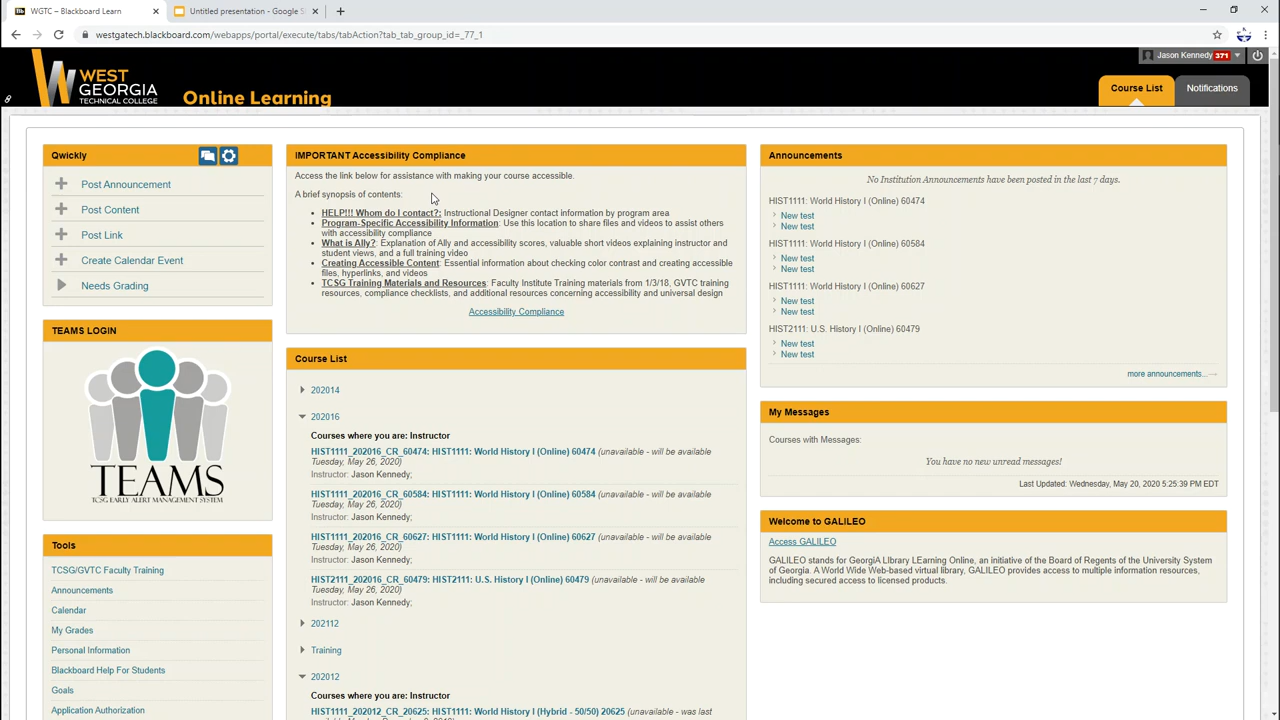 WGTC – Blackboard Learn
Untitled presentation - Google S
westgatech.blackboard.com/webapps/portal/execute/tabs/tabAction?tab_tab_group_id=_77_1
WEST
GEORGIA
TECHNICAL COLLEGE
Online Learning
Jason Kennedy 371
Course List
Notifications
Qwickly
Post Announcement
Post Content
Post Link
Create Calendar Event
Needs Grading
TEAMS LOGIN
TEAMS
TCSG EARLY ALERT MANAGEMENT SYSTEM
Tools
TCSG/GVTC Faculty Training
Announcements
Calendar
My Grades
Personal Information
Blackboard Help For Students
Goals
Application Authorization
IMPORTANT Accessibility Compliance
Access the link below for assistance with making your course accessible.
A brief synopsis of contents:
HELP!!! Whom do I contact?: Instructional Designer contact information by program area
Program-Specific Accessibility Information: Use this location to share files and videos to assist others
with accessibility compliance
What is Ally?: Explanation of Ally and accessibility scores, valuable short videos explaining instructor and
student views, and a full training video
Creating Accessible Content: Essential information about checking color contrast and creating accessible
files, hyperlinks, and videos
TCSG Training Materials and Resources: Faculty Institute Training materials from 1/3/18, GVTC training
resources, compliance checklists, and additional resources concerning accessibility and universal design
Accessibility Compliance
Course List
202014
202016
Courses where you are: Instructor
HIST1111_202016_CR_60474: HIST1111: World History I (Online) 60474 (unavailable - will be available
Tuesday, May 26, 2020)
Instructor: Jason Kennedy;
HIST1111_202016_CR_60584: HIST1111: World History I (Online) 60584 (unavailable - will be available
Tuesday, May 26, 2020)
Instructor: Jason Kennedy;
HIST1111_202016_CR_60627: HIST1111: World History I (Online) 60627 (unavailable - will be available
Tuesday, May 26, 2020)
Instructor: Jason Kennedy;
HIST2111_202016_CR_60479: HIST2111: U.S. History I (Online) 60479 (unavailable - will be available
Tuesday, May 26, 2020)
Instructor: Jason Kennedy;
202112
Training
202012
Courses where you are: Instructor
HIST1111_202012_CR_20625: HIST1111: World History I (Hybrid - 50/50) 20625 (unavailable - was last
Announcements
No Institution Announcements have been posted in the last 7 days.
HIST1111: World History I (Online) 60474
New test
New test
HIST1111: World History I (Online) 60584
New test
New test
HIST1111: World History I (Online) 60627
New test
New test
HIST2111: U.S. History I (Online) 60479
New test
New test
more announcements...
My Messages
Courses with Messages:
You have no new unread messages!
Last Updated: Wednesday, May 20, 2020 5:25:39 PM EDT
Welcome to GALILEO
Access GALILEO
GALILEO stands for GeorgiA LIbrary LEarning Online, an initiative of the Board of Regents of the University System
of Georgia. A World Wide Web-based virtual library, GALILEO provides access to multiple information resources,
including secured access to licensed products.